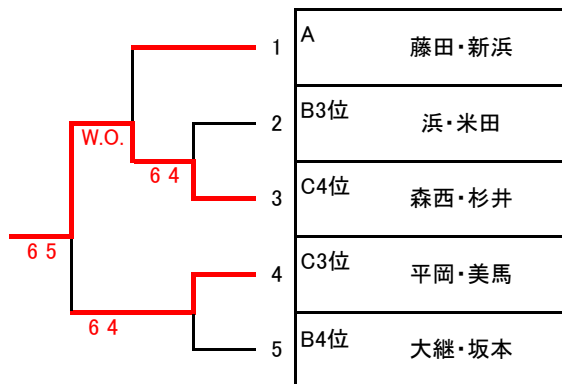 1 A 藤田・新浜
2 B3位 浜・米田
W.O.
6 4
3 C4位 森西・杉井
6 5
4 C3位 平岡・美馬
6 4
5 B4位 大継・坂本